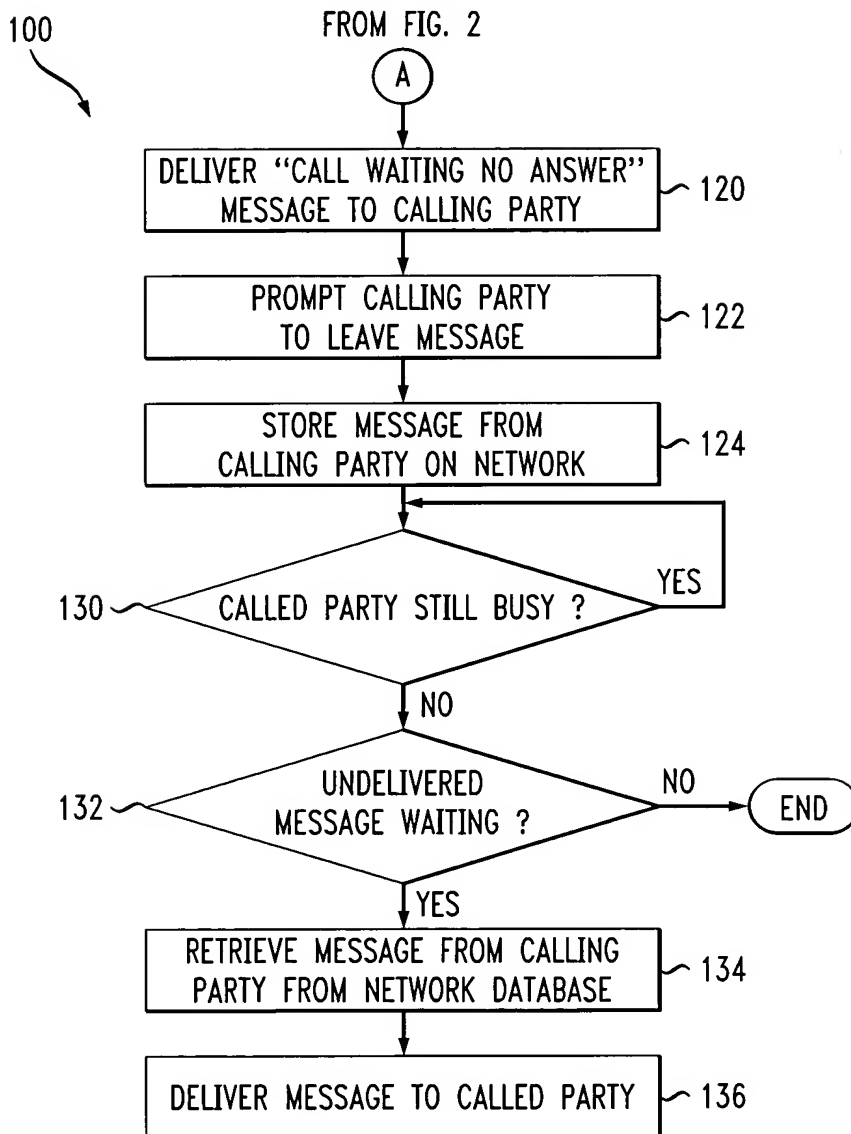 100
FROM FIG. 2
A
DELIVER “CALL WAITING NO ANSWER”
MESSAGE TO CALLING PARTY
120
PROMPT CALLING PARTY
TO LEAVE MESSAGE
122
STORE MESSAGE FROM
CALLING PARTY ON NETWORK
124
130
CALLED PARTY STILL BUSY ?
YES
NO
132
UNDELIVERED
MESSAGE WAITING ?
NO
END
YES
RETRIEVE MESSAGE FROM CALLING
PARTY FROM NETWORK DATABASE
134
DELIVER MESSAGE TO CALLED PARTY
136